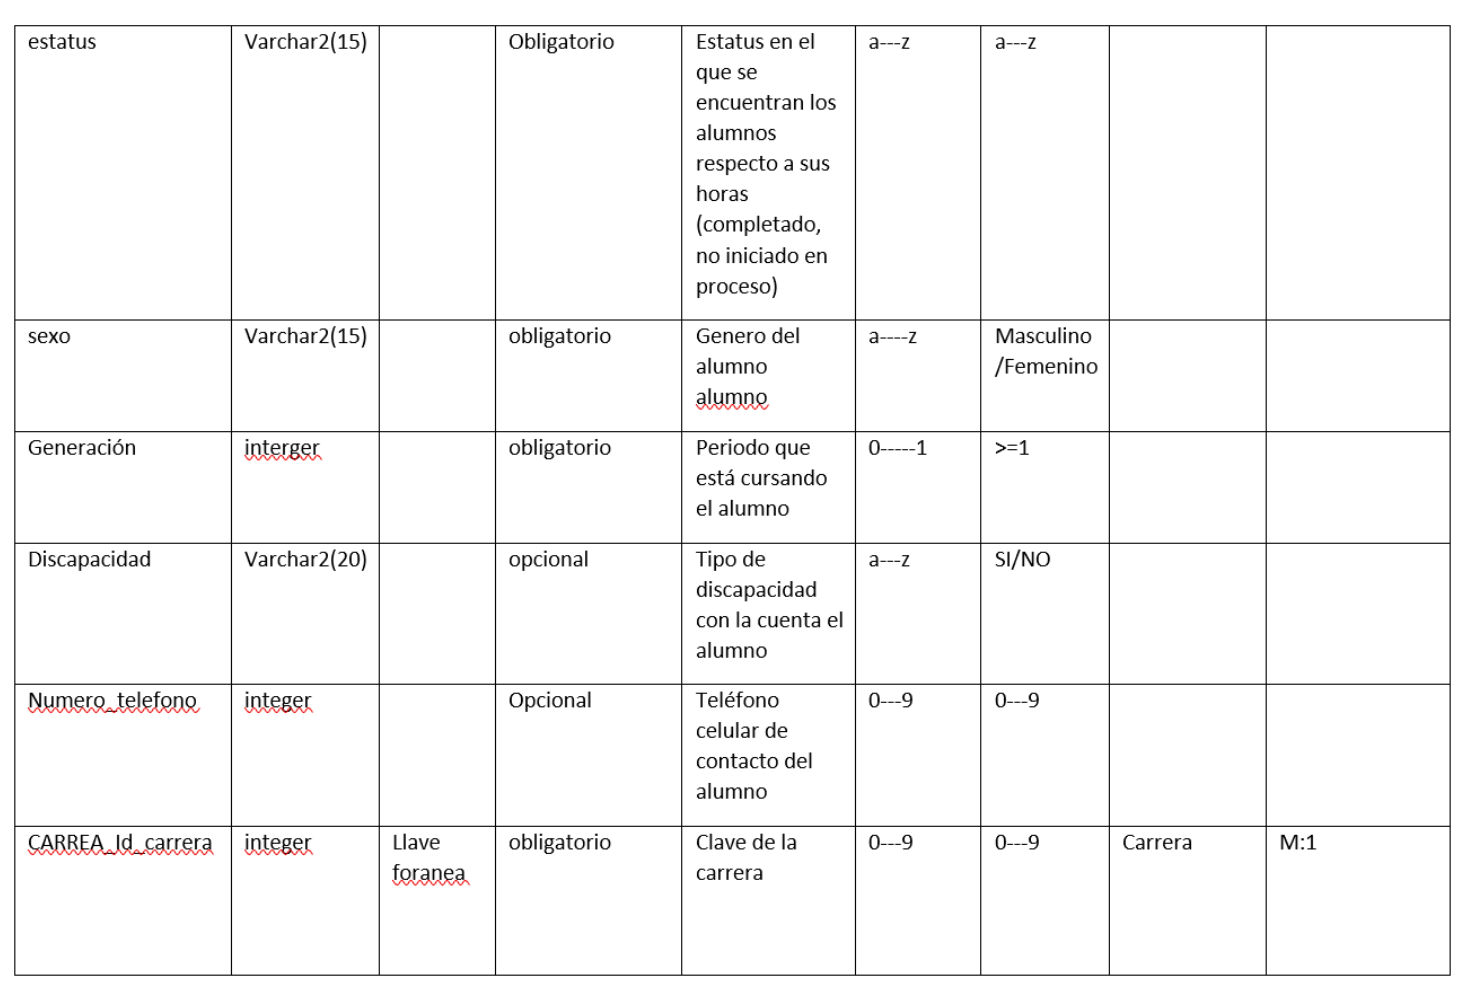 estatus
Varchar2(15)
Obligatorio
Estatus en el
que se
encuentran los
alumnos
respecto a sus
horas
(completado,
no iniciado en
proceso)
a---z
a---z
sexo
Varchar2(15)
obligatorio
Genero del
alumno
alumno
a----z
Masculino
/Femenino
Generación
interger
obligatorio
Periodo que
está cursando
el alumno
0-----1
>=1
Discapacidad
Varchar2(20)
opcional
Tipo de
discapacidad
con la cuenta el
alumno
a---z
SI/NO
Numero_telefono
integer
Opcional
Teléfono
celular de
contacto del
alumno
0---9
0---9
CARREA_Id_carrera
integer
Llave
foranea
obligatorio
Clave de la
carrera
0---9
0---9
Carrera
M:1